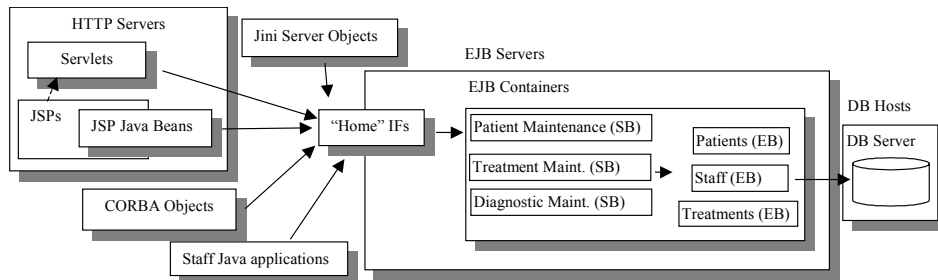 HTTP Servers
Servlets
JSPs
JSP Java Beans
Jini Server Objects
“Home” IFs
CORBA Objects
Staff Java applications
EJB Servers
EJB Containers
Patient Maintenance (SB)
Treatment Maint. (SB)
Diagnostic Maint. (SB)
Patients (EB)
Staff (EB)
Treatments (EB)
DB Hosts
DB Server